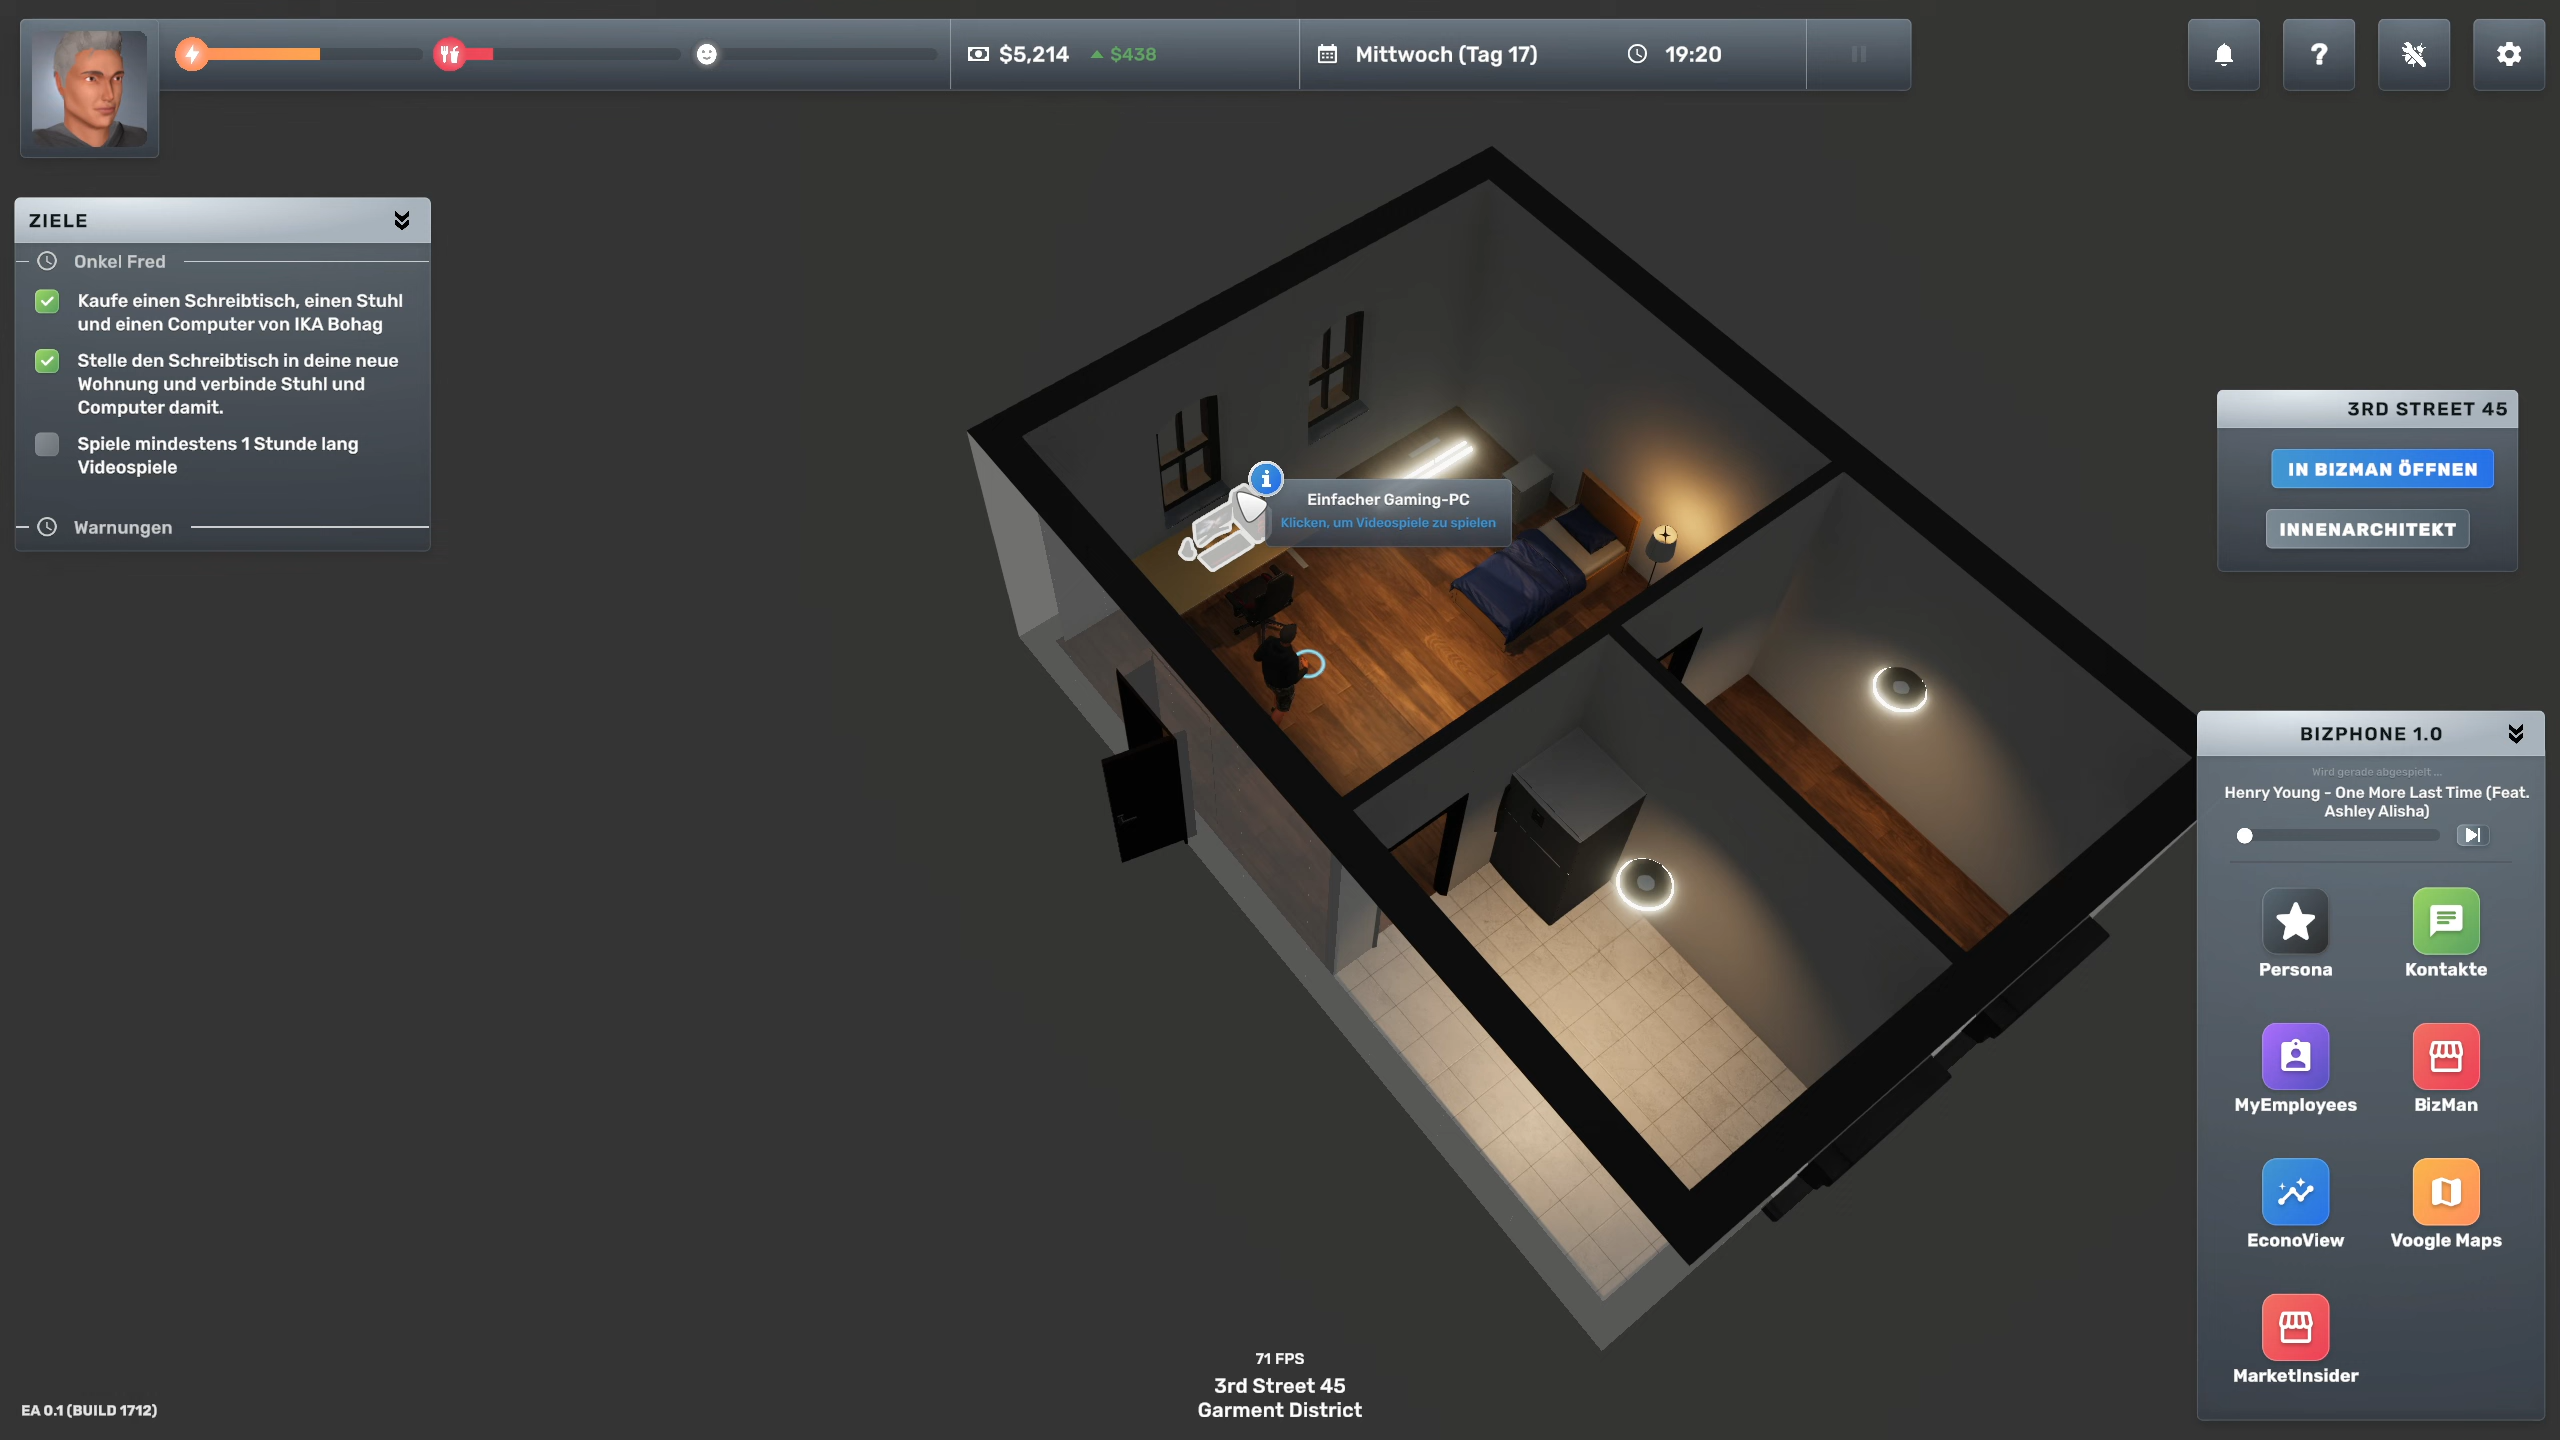 $5,214
$438
Mittwoch (Tag 17)
19:20
?
ZIELE
Onkel Fred
Kaufe einen Schreibtisch, einen Stuhl
und einen Computer von IKA Bohag
Stelle den Schreibtisch in deine neue
Wohnung und verbinde Stuhl und
Computer damit.
Spiele mindestens 1 Stunde lang
Videospiele
Warnungen
i
Einfacher Gaming-PC
Klicken, um Videospiele zu spielen
3RD STREET 45
IN BIZMAN ÖFFNEN
INNENARCHITEKT
BIZPHONE 1.0
Wird gerade abgespielt ...
Henry Young - One More Last Time (Feat.
Ashley Alisha)
Persona
Kontakte
MyEmployees
BizMan
EconoView
Voogle Maps
MarketInsider
71 FPS
3rd Street 45
Garment District
EA 0.1 (BUILD 1712)